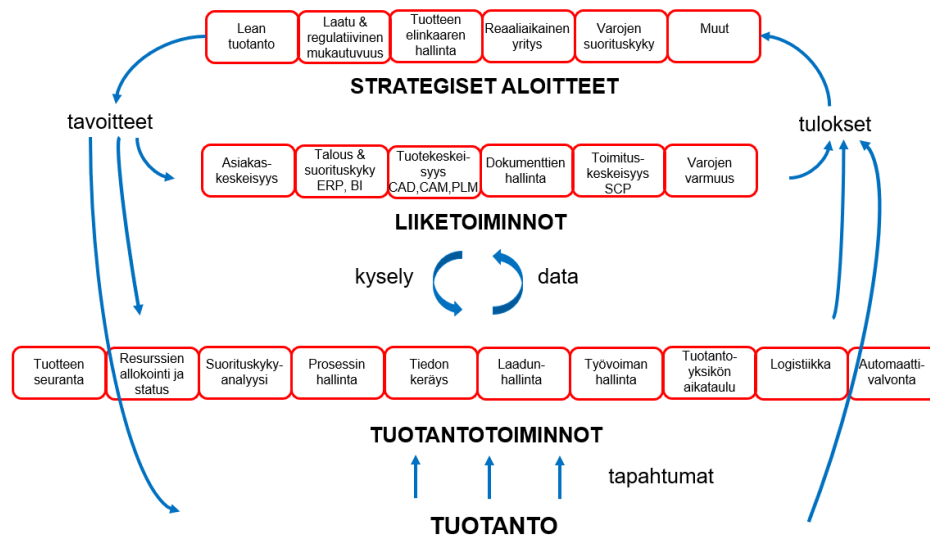 Lean
tuotanto
Laatu &
regulatiivinen
mukautuvuus
Tuotteen
elinkaaren
hallinta
Reaaliaikainen
yritys
Varojen
suorituskyky
Muut
STRATEGISET ALOITTEET
tavoitteet
tulokset
Asiakas-
keskeisyys
Talous &
suorituskyky
ERP, BI
Tuotekeskei-
syys
CAD,CAM,PLM
Dokumenttien
hallinta
Toimitus-
keskeisyys
SCP
Varojen
varmuus
LIIKETOIMINNOT
kysely
data
Tuotteen
seuranta
Resurssien
allokointi ja
status
Suorituskyky-
analyysi
Prosessin
hallinta
Tiedon
keräys
Laadun-
hallinta
Työvoiman
hallinta
Tuotanto-
yksikön
aikataulu
Logistiikka
Automaatti-
valvonta
TUOTANTOTOIMINNOT
tapahtumat
TUOTANTO